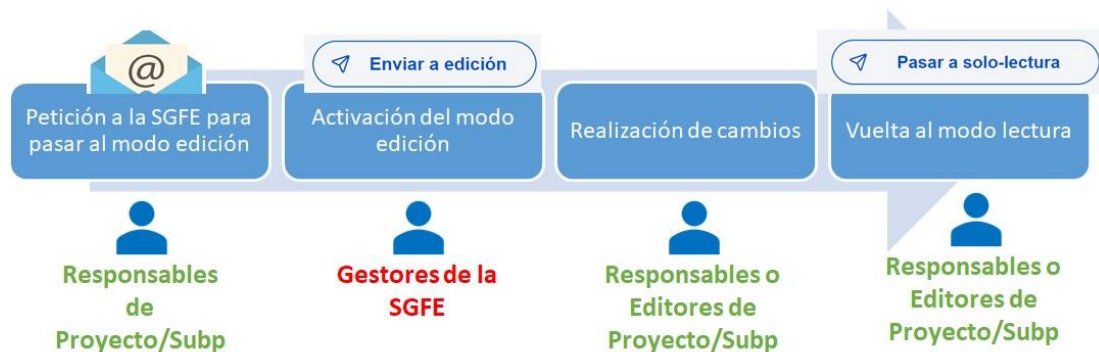 @
Enviar a edición
Pasar a solo-lectura
Petición a la SGFE para
pasar al modo edición
Activación del modo
edición
Realización de cambios
Vuelta al modo lectura
Responsables
de
Proyecto/Subp
Gestores de la
SGFE
Responsables o
Editores de
Proyecto/Subp
Responsables o
Editores de
Proyecto/Subp